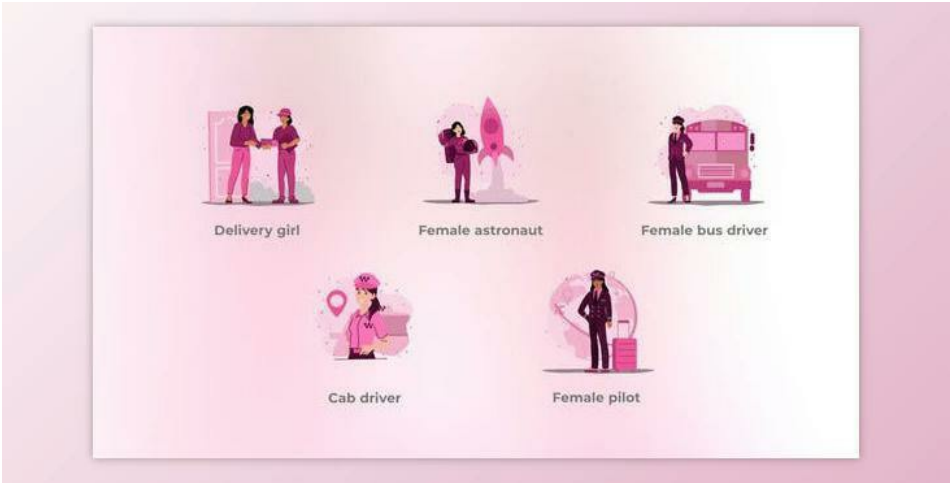 Delivery girl
Female astronaut
Female bus driver
Cab driver
Female pilot